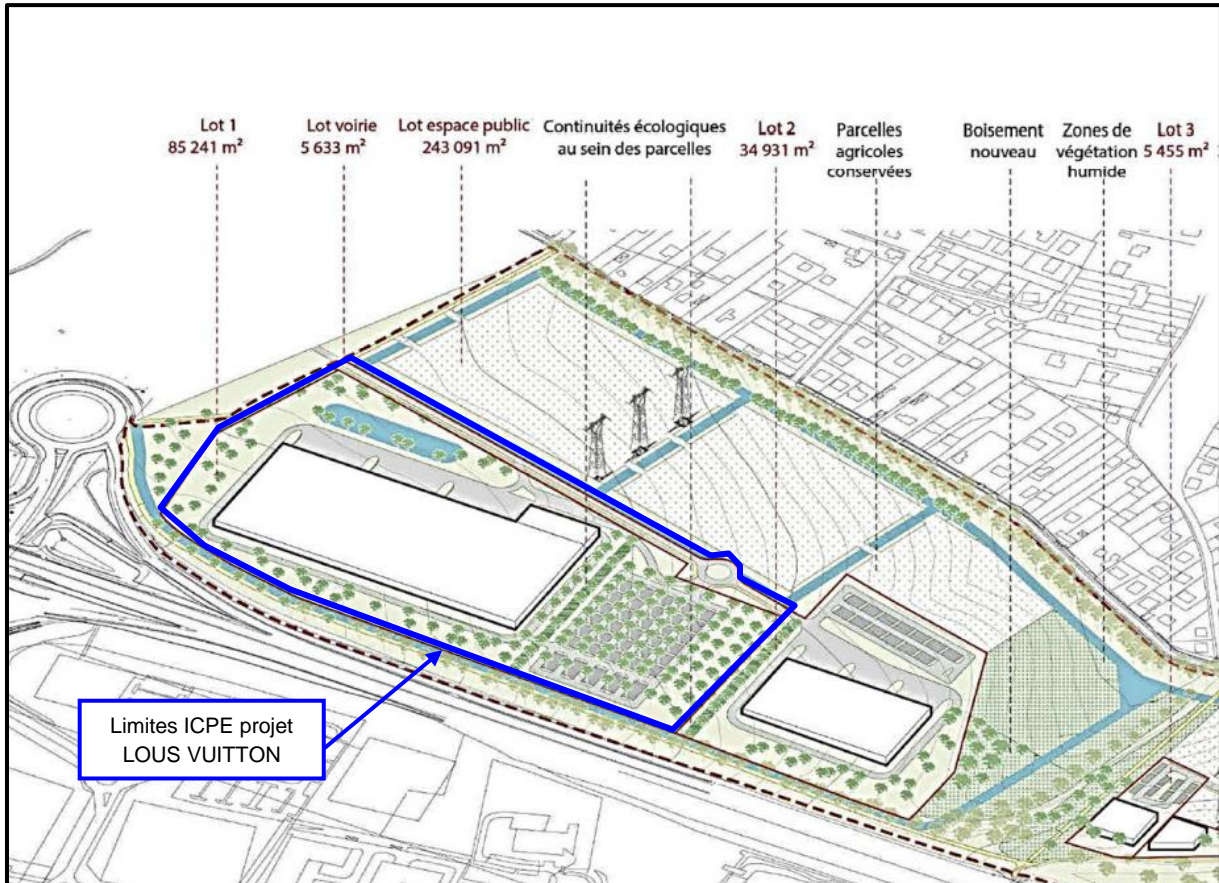 Lot 1
85 241 m²
Lot voirie
5 633 m²
Lot espace public
243 091 m²
Continuités écologiques
au sein des parcelles
Lot 2
34 931 m²
Parcelles
agricoles
conservées
Boisement
nouveau
Zones de
végétation
humide
Lot 3
5 455 m²
Limites ICPE projet
LOUS VUITTON